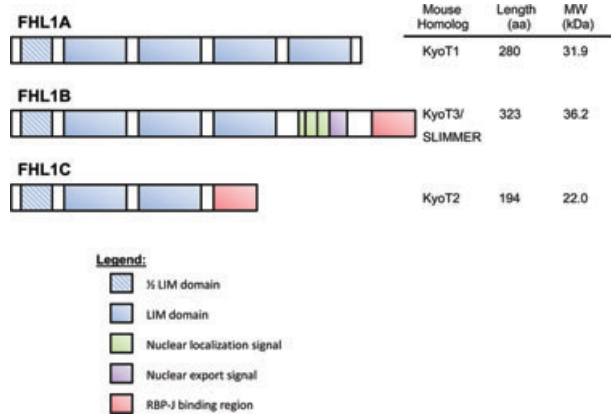 Mouse Homolog Length (aa) MW (kDa)
FHL1A
KyoT1 280 31.9
FHL1B
KyoT3/ SLIMMER 323 36.2
FHL1C
KyoT2 194 22.0
Legend:
½ LIM domain
LIM domain
Nuclear localization signal
Nuclear export signal
RBP-J binding region